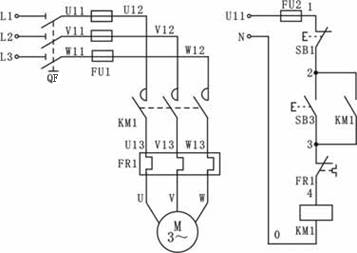 L1 U11 U12
L2 V11 V12
L3 W11 W12
QF FU1
KM1
U13 V13 W13
FR1
U V W
M
3~
U11 FU2 1
N
SB1
2
SB3 KM1
3
FR1
4
KM1
0